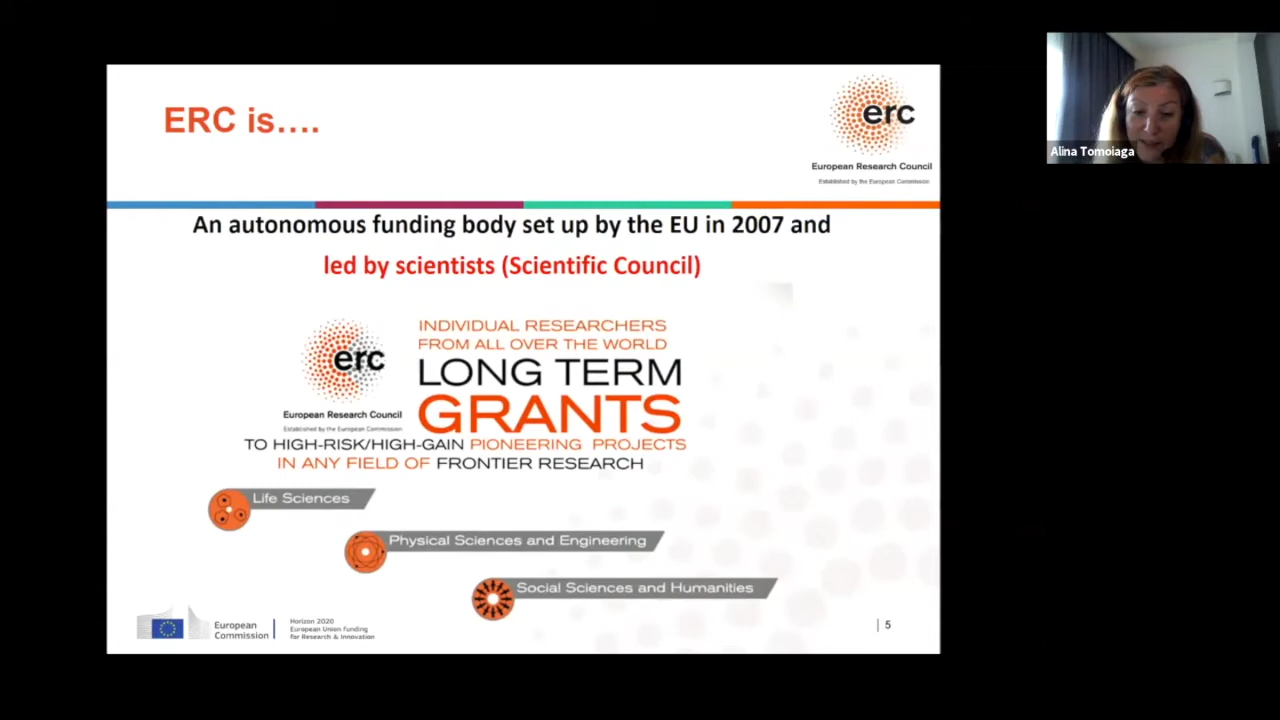 ERC is....
erc
European Research Council
Established by the European Commission
An autonomous funding body set up by the EU in 2007 and
led by scientists (Scientific Council)
erc
European Research Council
Established by the European Commission
INDIVIDUAL RESEARCHERS
FROM ALL OVER THE WORLD
LONG TERM
GRANTS
TO HIGH-RISK/HIGH-GAIN PIONEERING PROJECTS
IN ANY FIELD OF FRONTIER RESEARCH
Life Sciences
Physical Sciences and Engineering
Social Sciences and Humanities
European
Commission
Horizon 2020
European Union funding
for Research & Innovation
5
Alina Tomoiaga